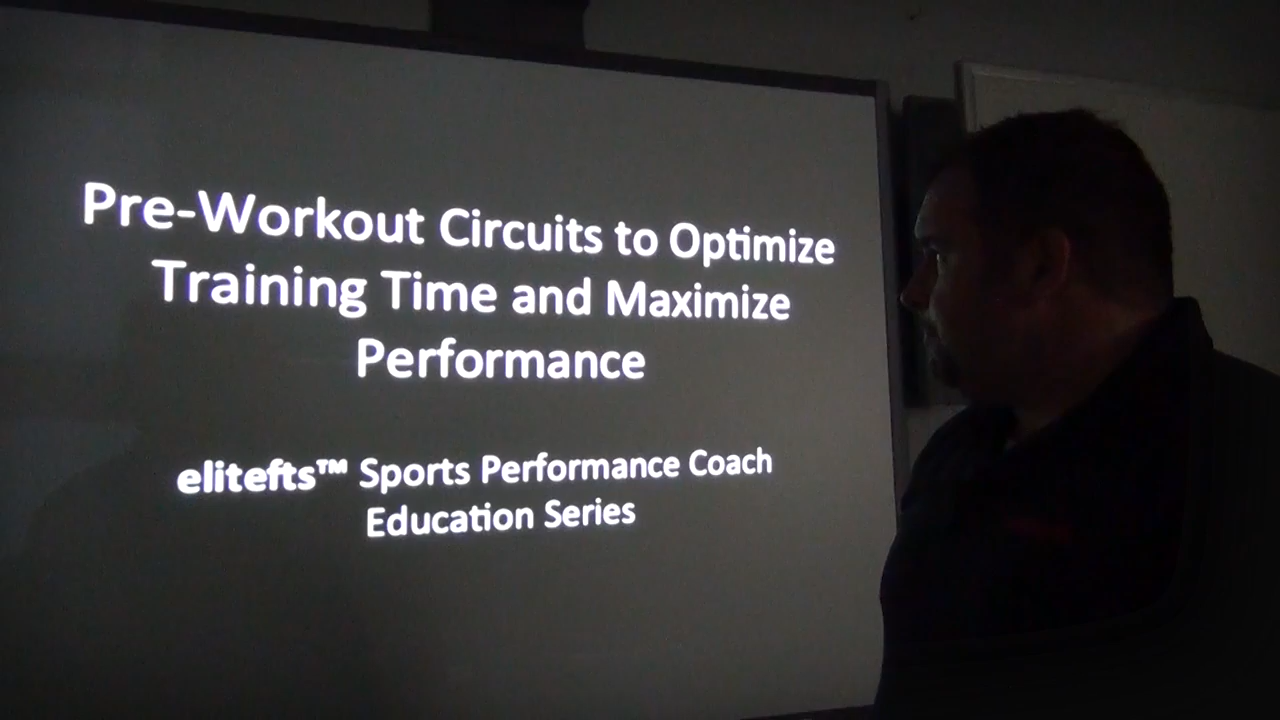 Pre-Workout Circuits to Optimize
Training Time and Maximize
Performance
elitefts™ Sports Performance Coach
Education Series